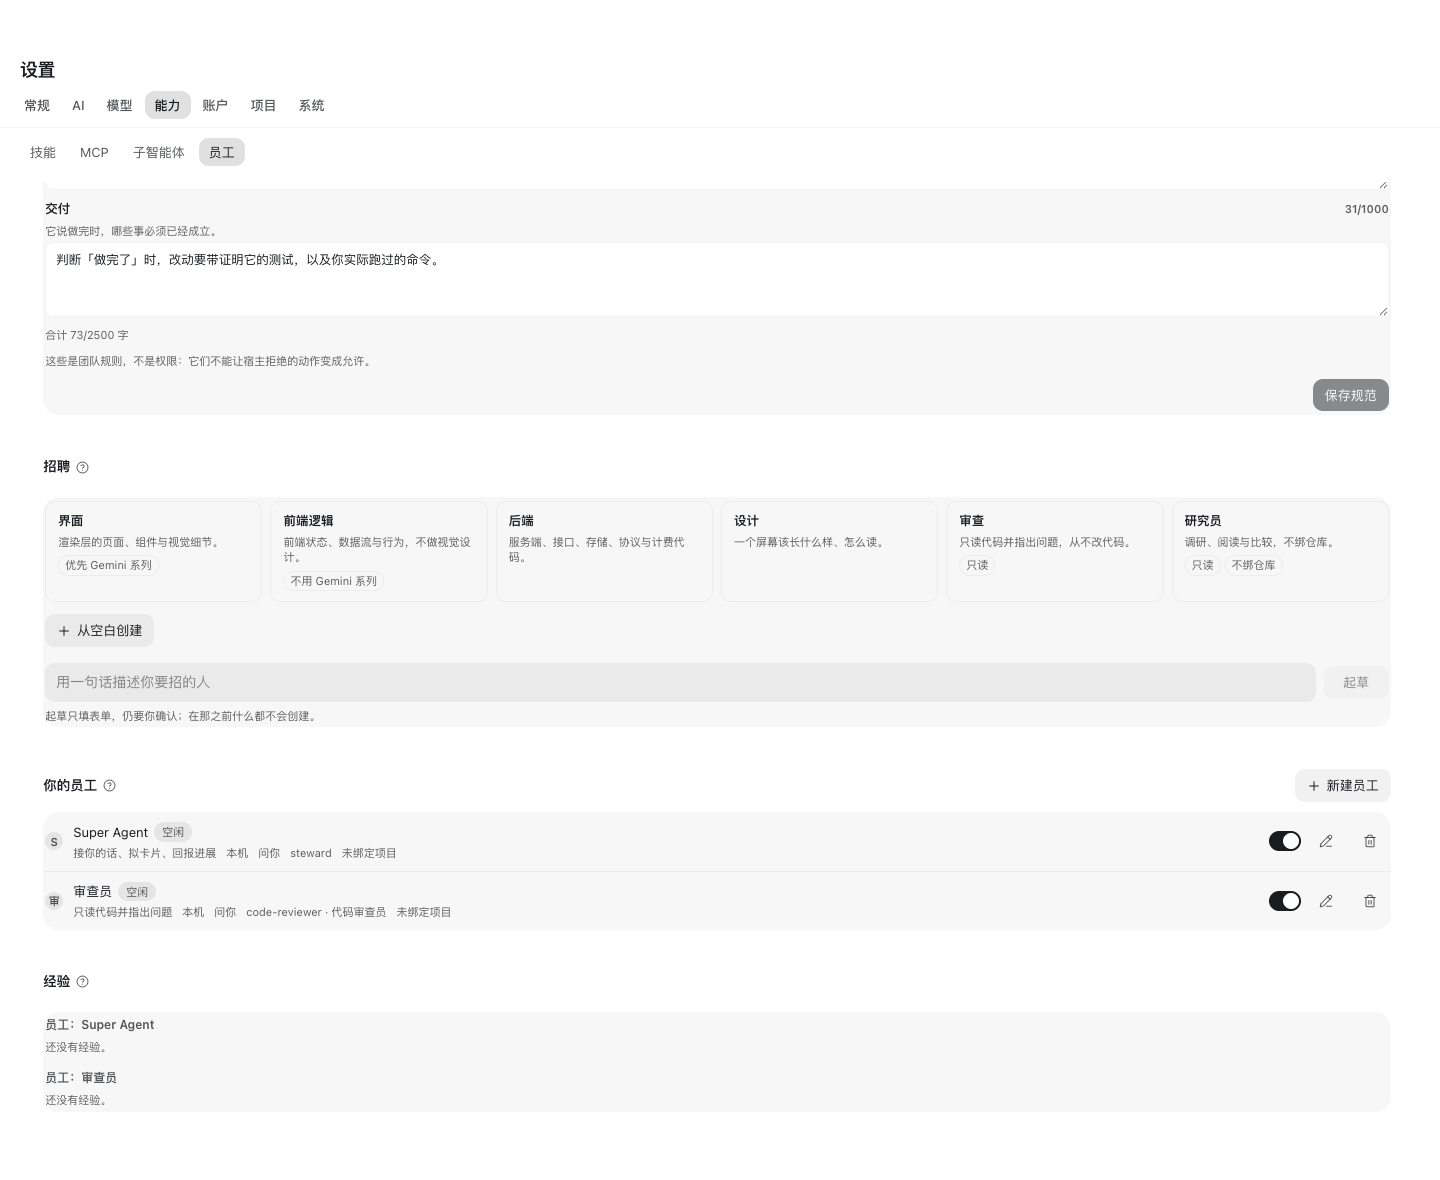 设置
常规 AI 模型 能力 账户 项目 系统
技能 MCP 子智能体 员工
交付 31/1000
它说做完时，哪些事必须已经成立。
判断「做完了」时，改动要带证明它的测试，以及你实际跑过的命令。
合计 73/2500 字
这些是团队规则，不是权限：它们不能让宿主拒绝的动作变成允许。
保存规范
招聘
界面
渲染层的页面、组件与视觉细节。
优先 Gemini 系列
前端逻辑
前端状态、数据流与行为，不做视觉设
计。
不用 Gemini 系列
后端
服务端、接口、存储、协议与计费代
码。
设计
一个屏幕该长什么样、怎么读。
审查
只读代码并指出问题，从不改代码。
只读
研究员
调研、阅读与比较，不绑仓库。
只读 不绑仓库
从空白创建
用一句话描述你要招的人 起草
起草只填表单，仍要你确认；在那之前什么都不会创建。
你的员工 新建员工
S Super Agent 空闲
接你的话、拟卡片、回报进展 本机 问你 steward 未绑定项目
审 审查员 空闲
只读代码并指出问题 本机 问你 code-reviewer · 代码审查员 未绑定项目
经验
员工：Super Agent
还没有经验。
员工：审查员
还没有经验。